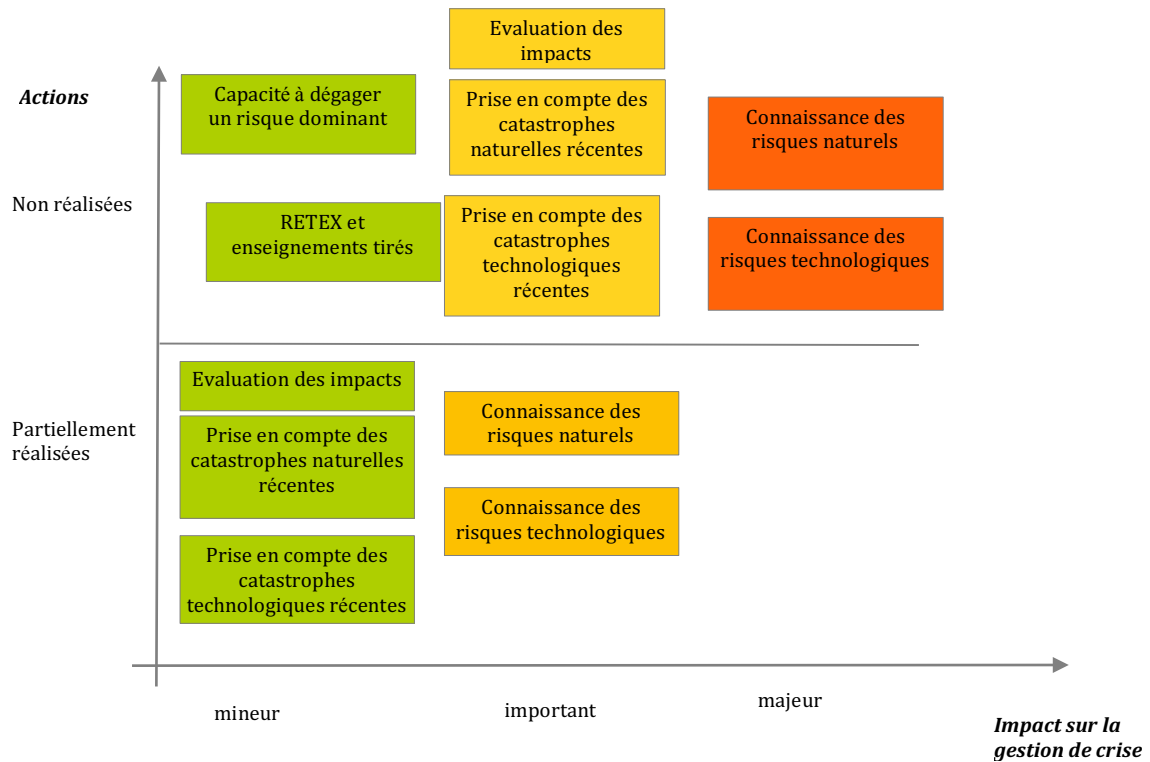 Evaluation des
impacts
Actions
Capacité à dégager
un risque dominant
Prise en compte des
catastrophes
naturelles récentes
Connaissance des
risques naturels
Non réalisées
RETEX et
enseignements tirés
Prise en compte des
catastrophes
technologiques
récentes
Connaissance des
risques technologiques
Evaluation des impacts
Partiellement
réalisées
Prise en compte des
catastrophes naturelles
récentes
Connaissance des
risques naturels
Connaissance des
risques technologiques
Prise en compte des
catastrophes
technologiques récentes
mineur
important
majeur
Impact sur la
gestion de crise